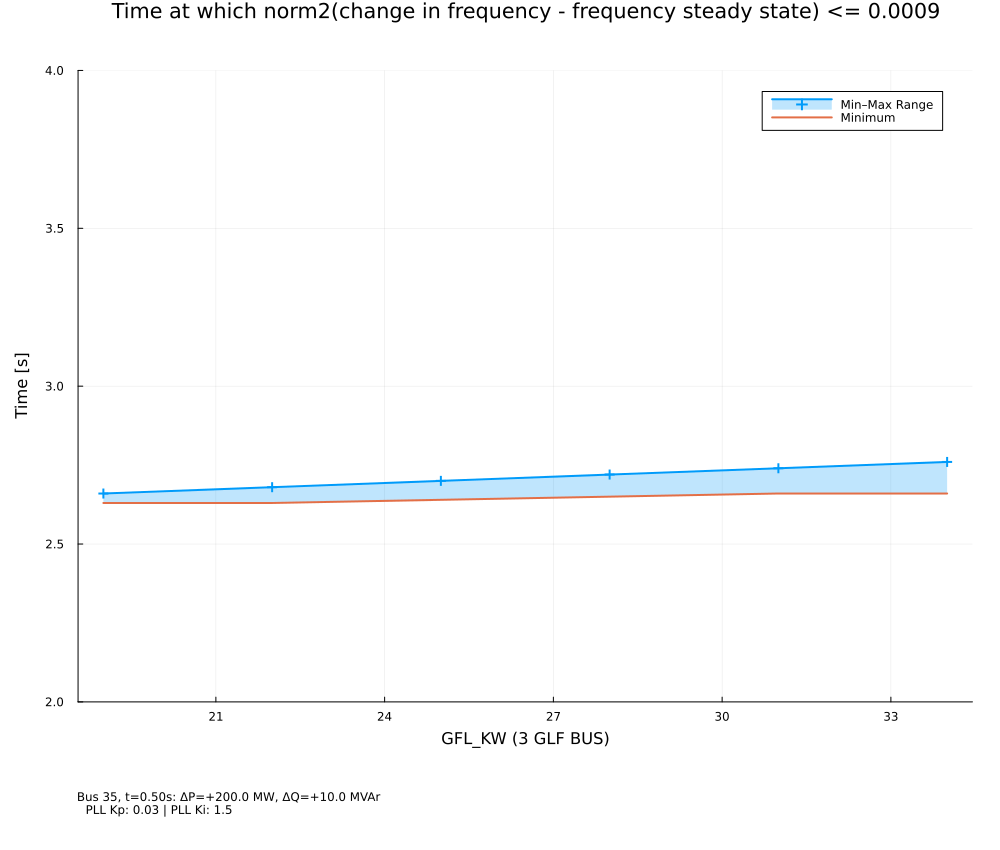 Time at which norm2(change in frequency - frequency steady state) <= 0.0009
4.0
3.5
3.0
2.5
2.0
Time [s]
Min–Max Range
Minimum
21
24
27
30
33
GFL_KW (3 GLF BUS)
Bus 35, t=0.50s: ΔP=+200.0 MW, ΔQ=+10.0 MVAr
PLL Kp: 0.03 | PLL Ki: 1.5